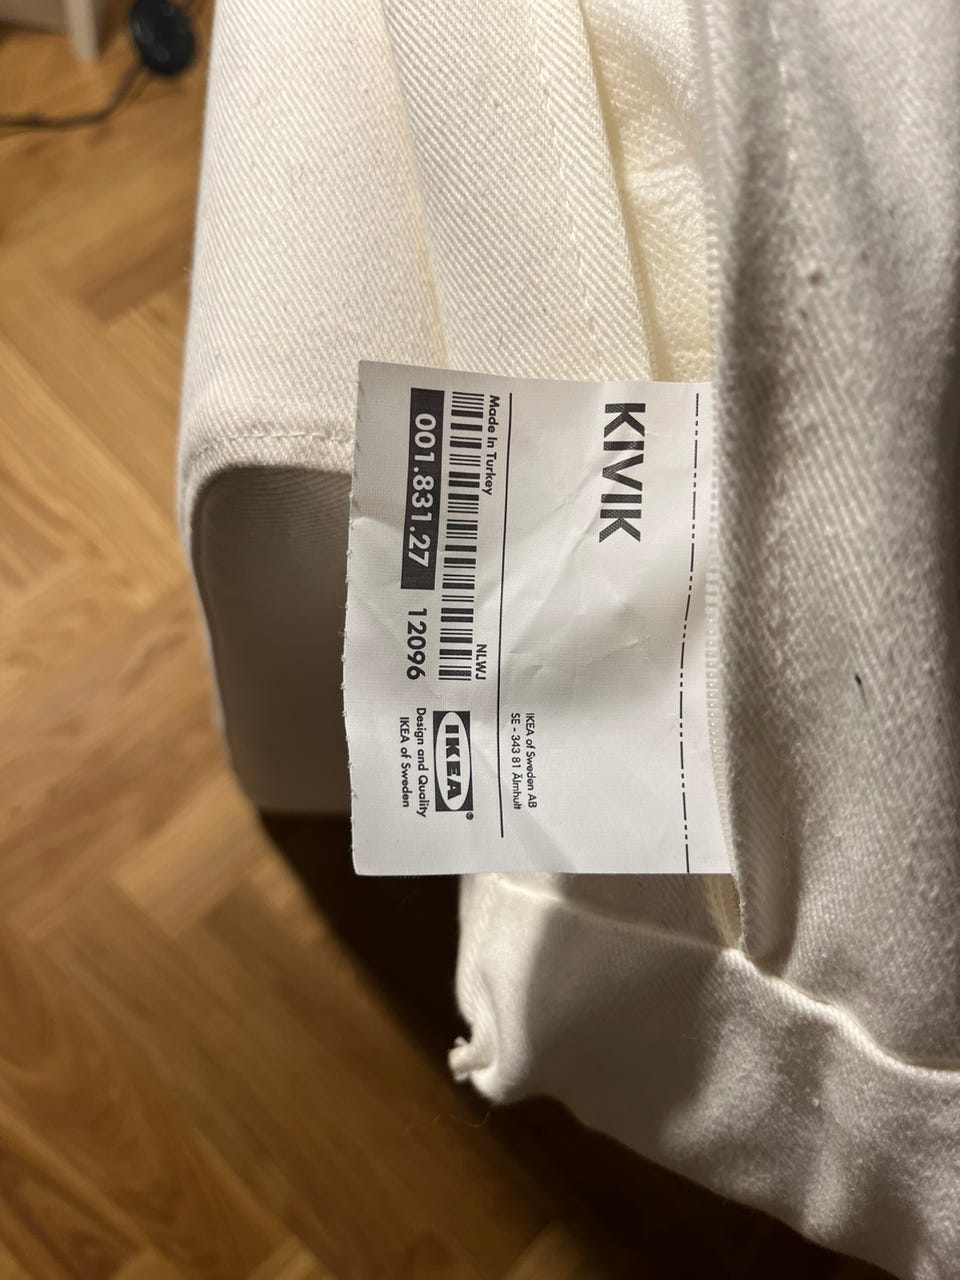 KIVIK
IKEA of Sweden AB
SE - 343 81 Älmhult
Made in Turkey
NLWJ
001.831.27 12096
IKEA®
Design and Quality
IKEA of Sweden